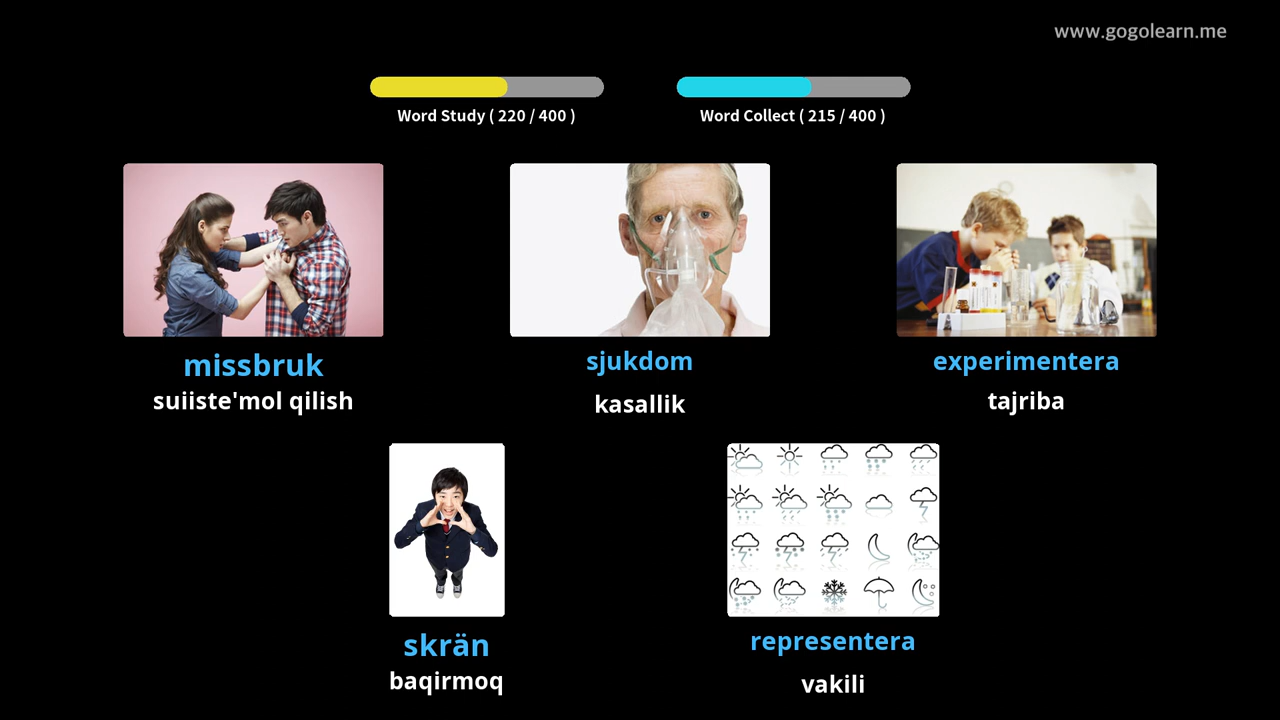 www.gogolearn.me
Word Study ( 220 / 400 )
Word Collect ( 215 / 400 )
missbruk
suiiste'mol qilish
sjukdom
kasallik
experimentera
tajriba
skrän
baqirmoq
representera
vakili